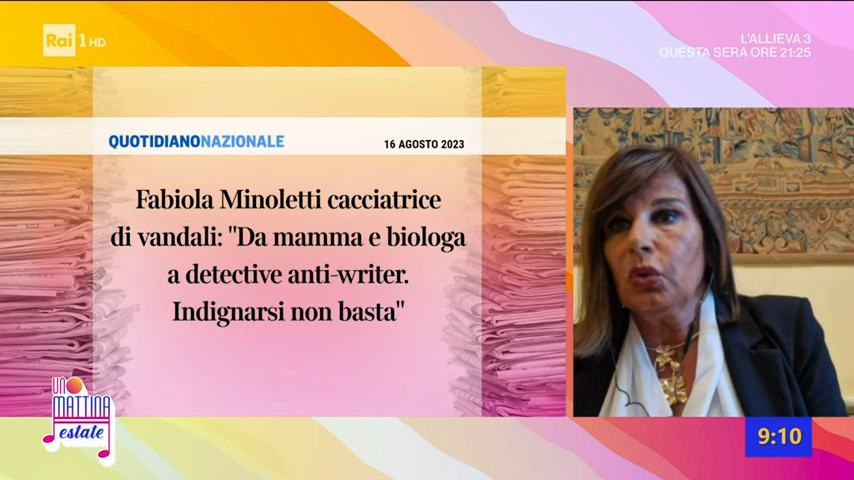 Rai 1 HD
L'ALLIEVA 3
QUESTA SERA ORE 21:25
QUOTIDIANONAZIONALE
16 AGOSTO 2023
Fabiola Minoletti cacciatrice
di vandali: "Da mamma e biologa
a detective anti-writer.
Indignarsi non basta"
UNO
MATTINA
estate
9:10